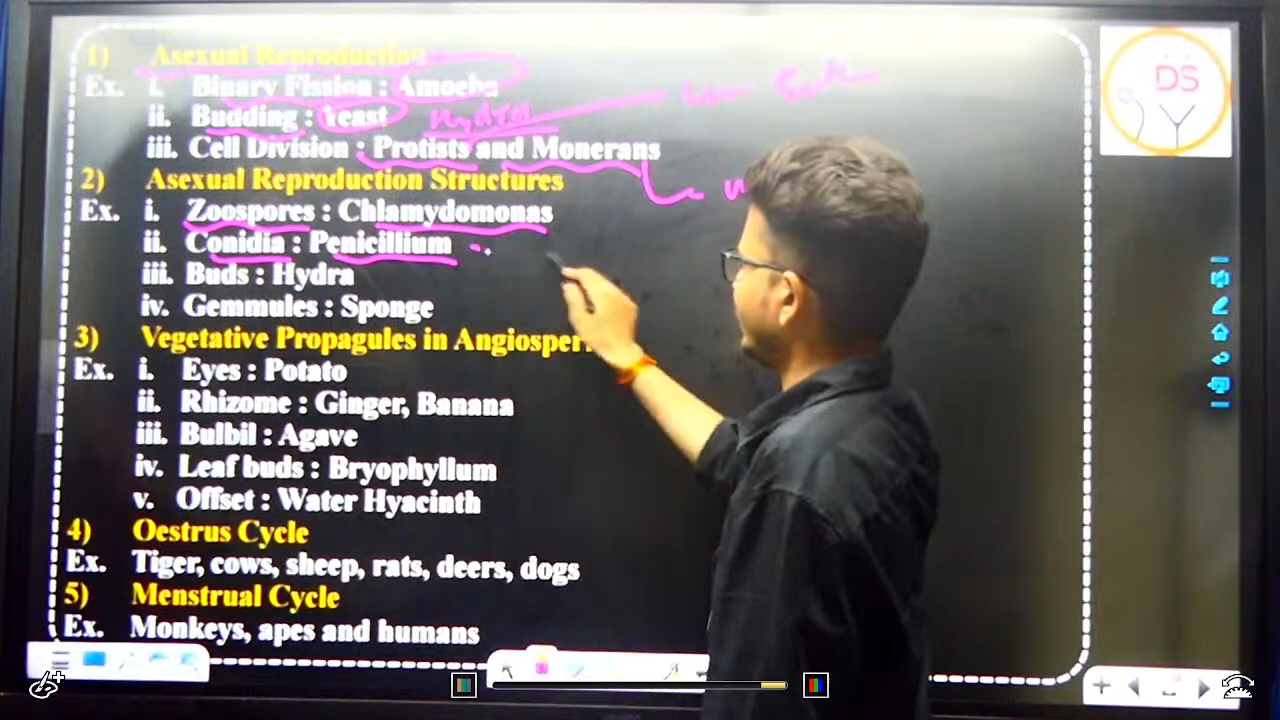 1) Asexual Reproduction
Ex. i. Binary Fission : Amoeba
ii. Budding : Yeast Hydra
iii. Cell Division : Protists and Monerans
2) Asexual Reproduction Structures
Ex. i. Zoospores : Chlamydomonas
ii. Conidia : Penicillium
iii. Buds : Hydra
iv. Gemmules : Sponge
3) Vegetative Propagules in
Ex. i. Eyes : Potato
ii. Rhizome : Ginger, Banana
iii. Bulbil : Agave
iv. Leaf buds : Bryophyllum
v. Offset : Water Hyacinth
4) Oestrus Cycle
Ex. Tiger, cows, sheep, rats, deers, dogs
5) Menstrual Cycle
Ex. Monkeys, apes and humans
DS
Y